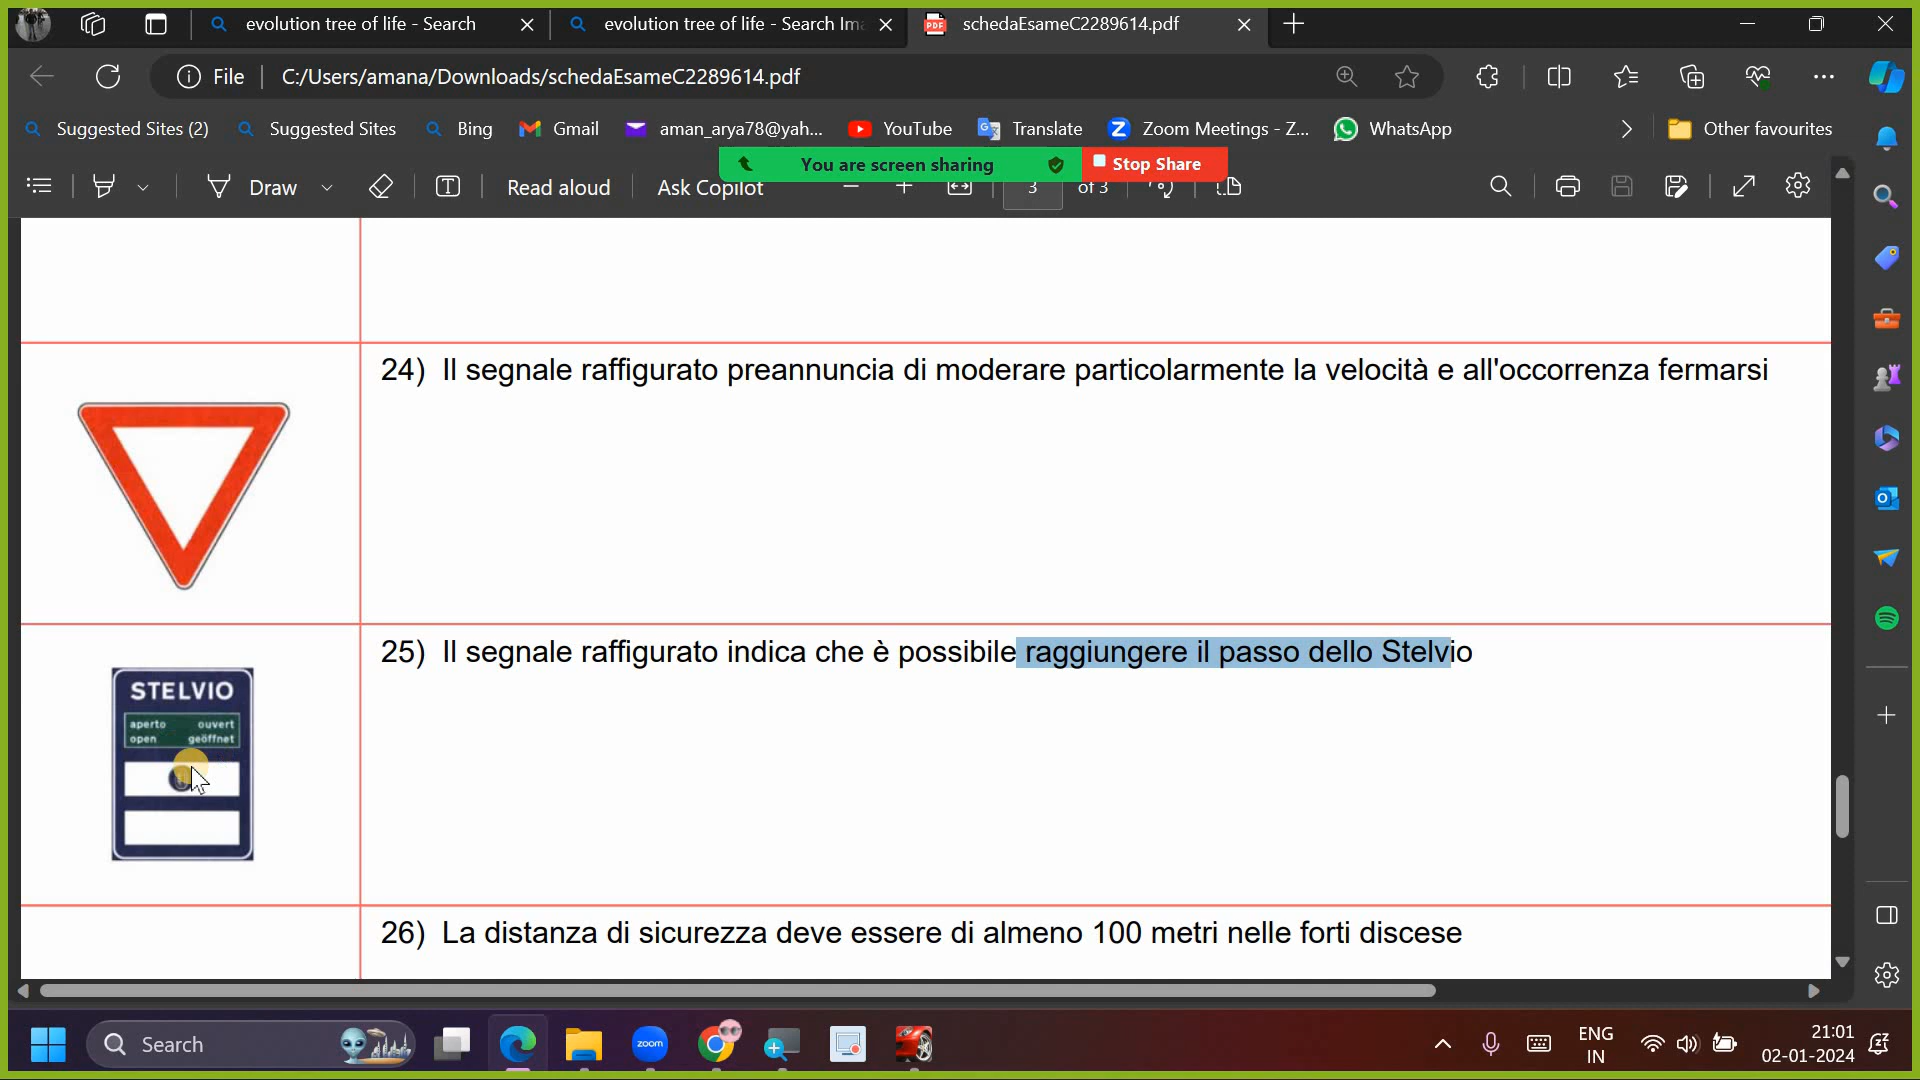 evolution tree of life - Search
evolution tree of life - Search Im
schedaEsameC2289614.pdf
File
C:/Users/amana/Downloads/schedaEsameC2289614.pdf
Suggested Sites (2)
Suggested Sites
Bing
Gmail
aman_arya78@yah...
YouTube
Translate
Zoom Meetings - Z...
WhatsApp
Other favourites
You are screen sharing
Stop Share
Draw
Read aloud
Ask Copilot
3
of 3
24) Il segnale raffigurato preannuncia di moderare particolarmente la velocità e all'occorrenza fermarsi
25) Il segnale raffigurato indica che è possibile raggiungere il passo dello Stelvio
STELVIO
aperto ouvert
open geöffnet
26) La distanza di sicurezza deve essere di almeno 100 metri nelle forti discese
Search
zoom
ENG
IN
21:01
02-01-2024